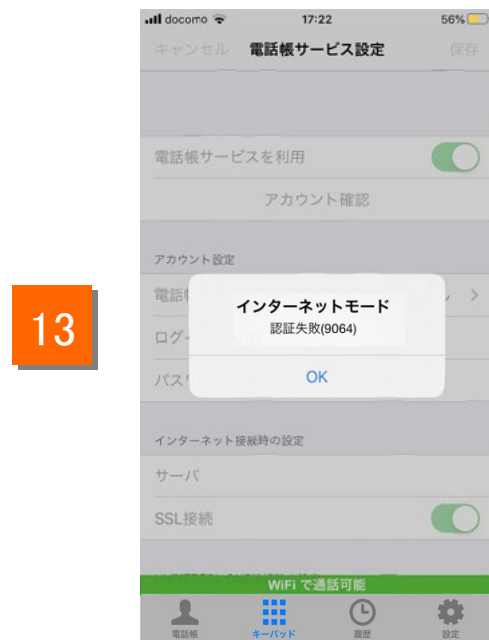 docomo 17:22 56%
キャンセル 電話帳サービス設定 保存
電話帳サービスを利用
アカウント確認
アカウント設定
電話
インターネットモード
認証失敗(9064)
ログ
13
OK
パス
インターネット接続時の設定
サーバ
SSL接続
WiFi で通話可能
電話帳 キーパッド 履歴 設定